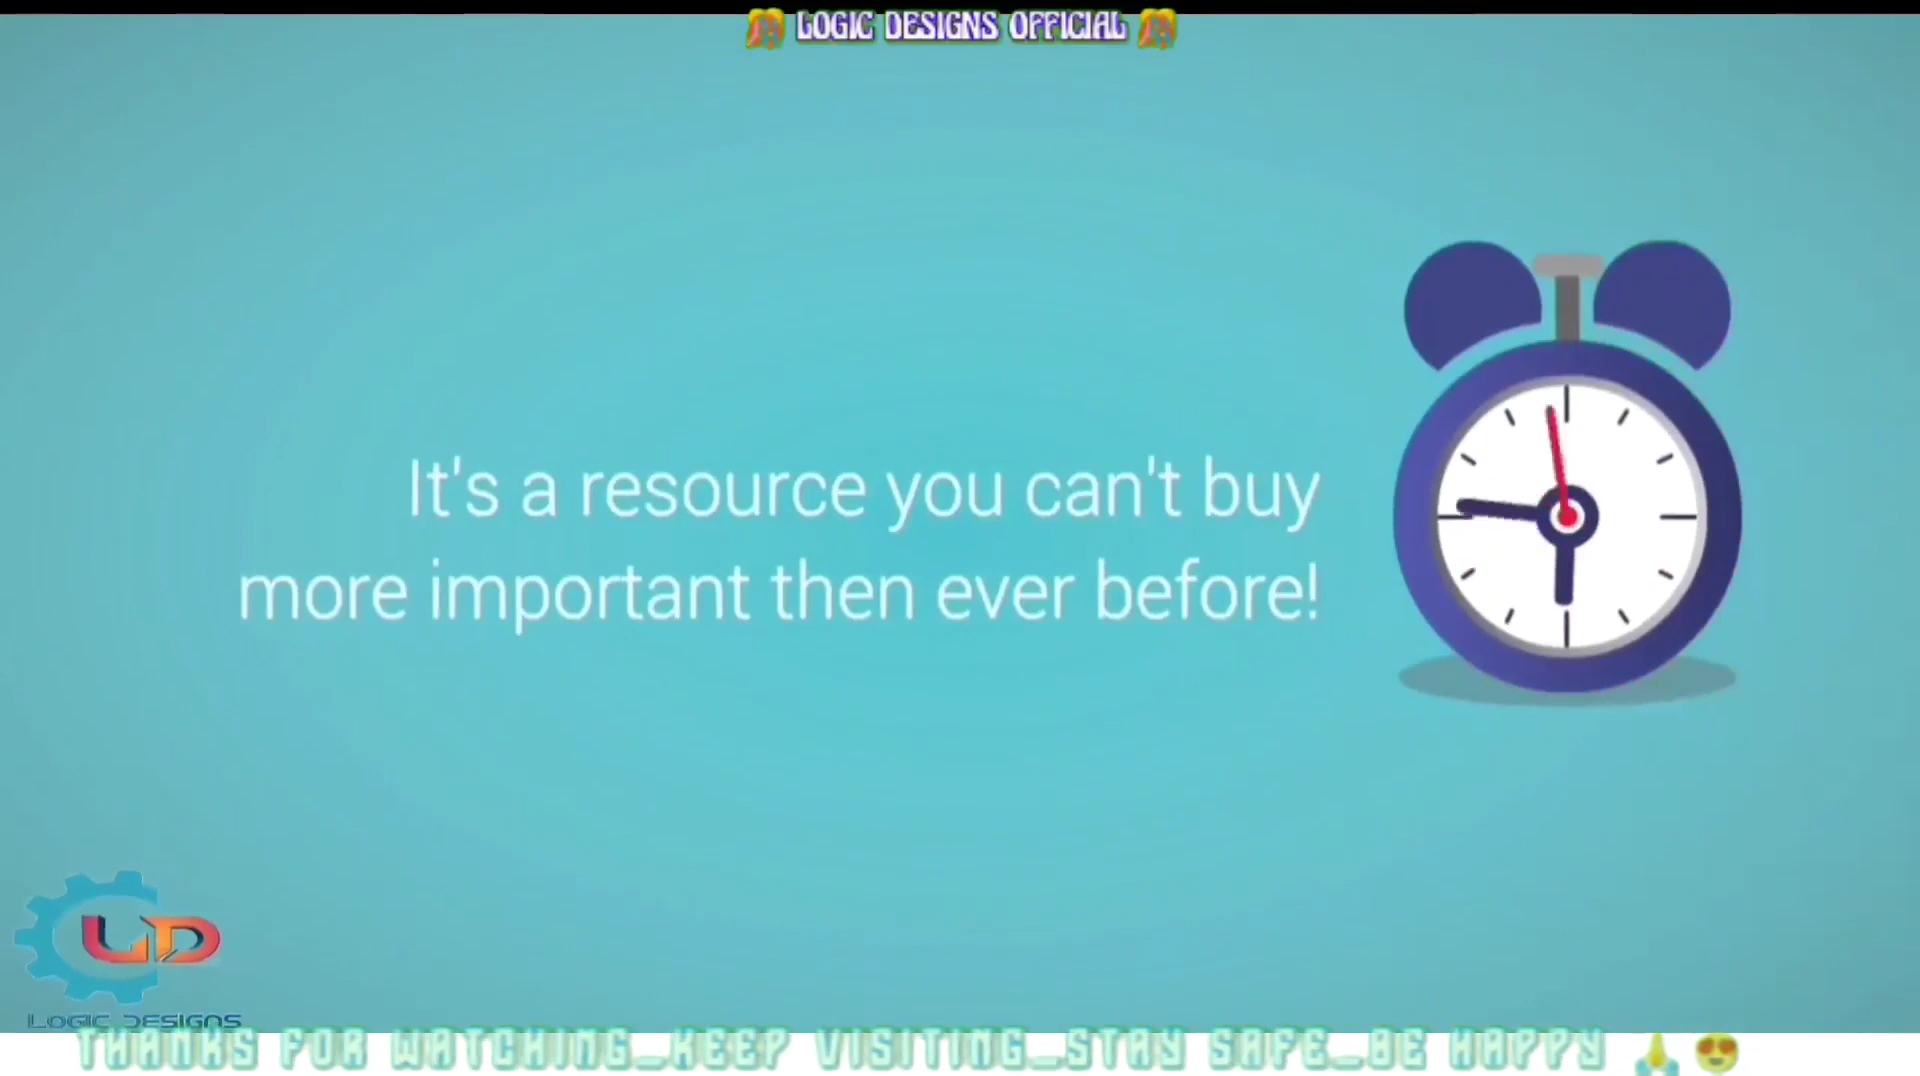 🎊 LOGIC DESIGNS OFFICIAL 🎊
It's a resource you can't buy
more important then ever before!
LD
LOGIC DESIGNS
THANKS FOR WATCHING_KEEP VISITING_STAY SAFE_BE HAPPY 🙏 😍